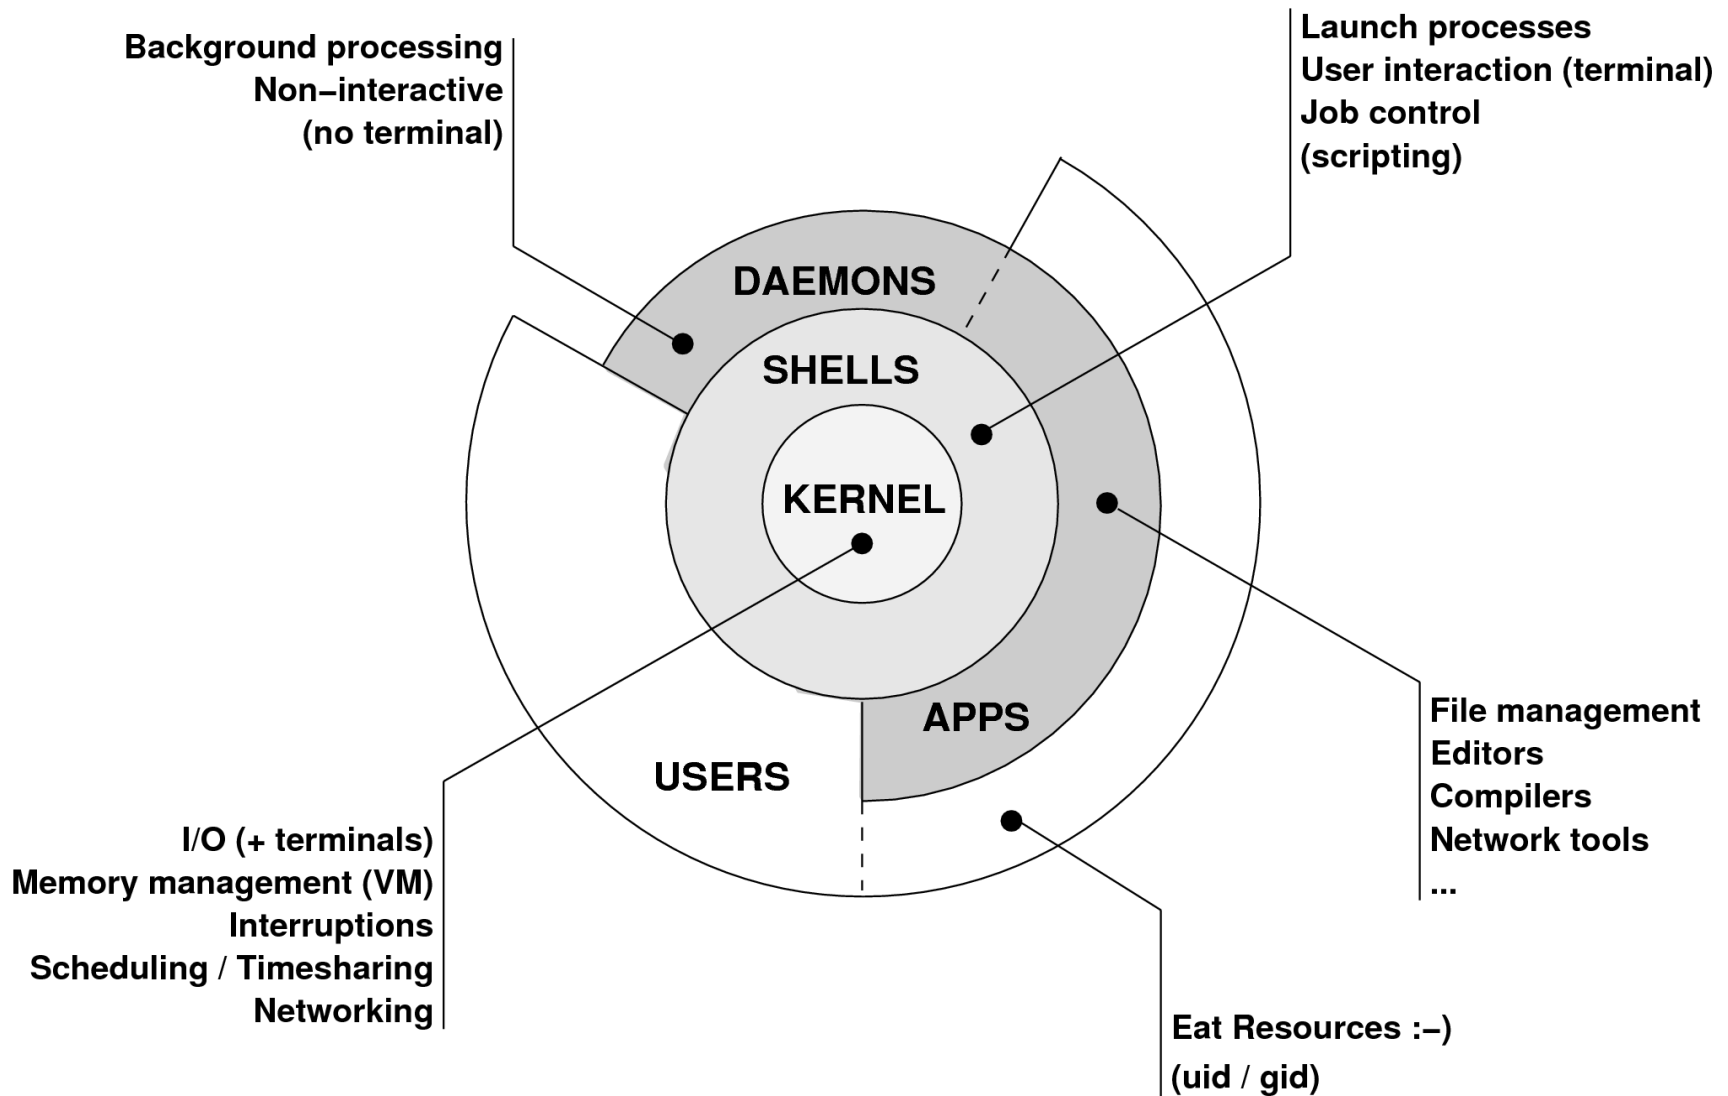 Background processing
Non–interactive
(no terminal)
Launch processes
User interaction (terminal)
Job control
(scripting)
DAEMONS
SHELLS
KERNEL
APPS
USERS
I/O (+ terminals)
Memory management (VM)
Interruptions
Scheduling / Timesharing
Networking
File management
Editors
Compilers
Network tools
...
Eat Resources :–)
(uid / gid)